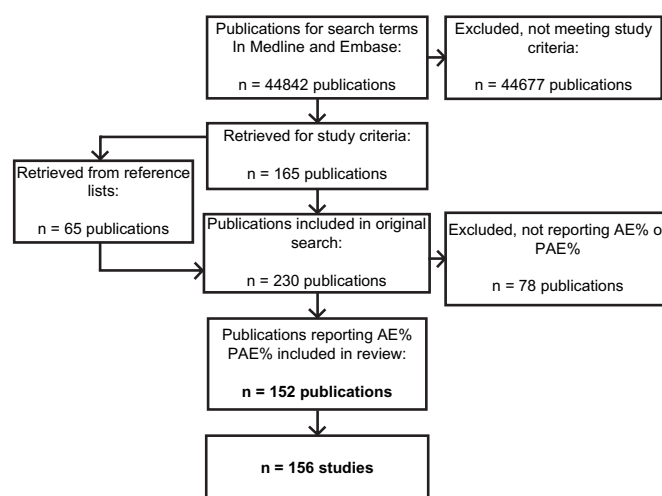 Publications for search terms
In Medline and Embase:
n = 44842 publications
Excluded, not meeting study
criteria:
n = 44677 publications
Retrieved for study criteria:
n = 165 publications
Retrieved from reference
lists:
n = 65 publications
Publications included in original
search:
n = 230 publications
Excluded, not reporting AE% o
PAE%
n = 78 publications
Publications reporting AE%
PAE% included in review:
n = 152 publications
n = 156 studies